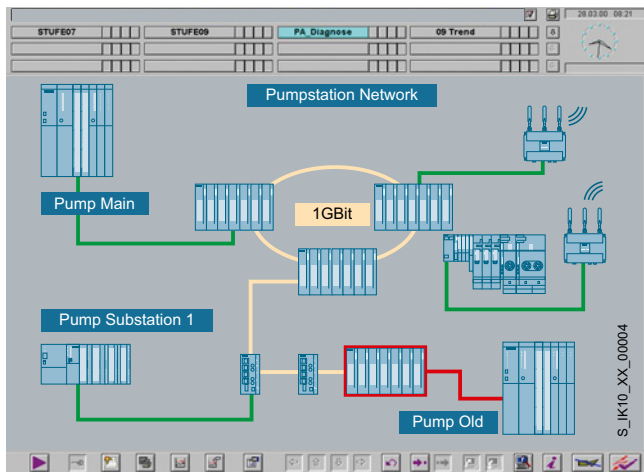 28.03.00 08:21
STUFE07
STUFE09
PA_Diagnose
09 Trend
Pumpstation Network
Pump Main
1GBit
Pump Substation 1
Pump Old
S_IK10_XX_00004